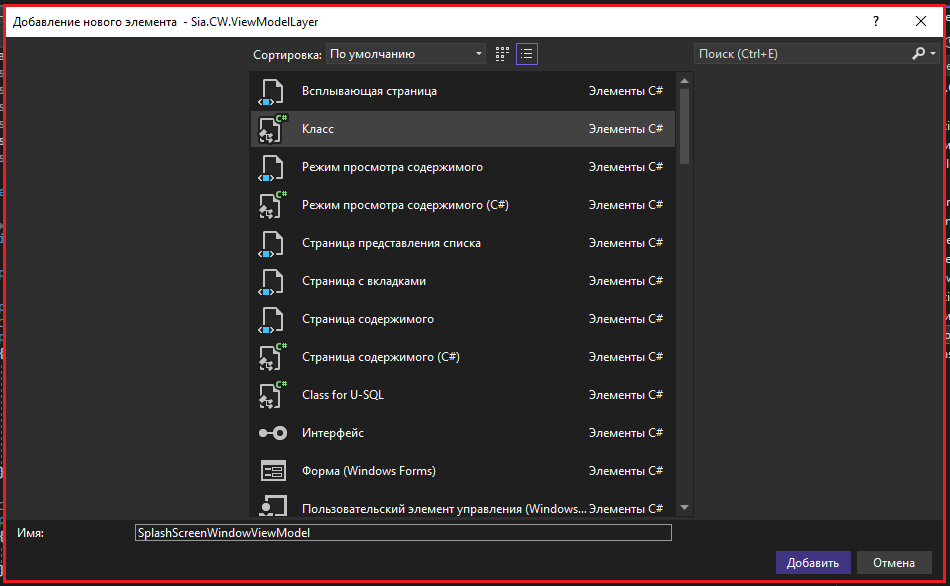 Добавление нового элемента - Sia.CW.ViewModelLayer
?
Сортировка: По умолчанию Поиск (Ctrl+E)
Всплывающая страница Элементы C#
C# Класс Элементы C#
Режим просмотра содержимого Элементы C#
C# Режим просмотра содержимого (C#) Элементы C#
Страница представления списка Элементы C#
Страница с вкладками Элементы C#
Страница содержимого Элементы C#
C# Страница содержимого (C#) Элементы C#
C# Class for U-SQL Элементы C#
Интерфейс Элементы C#
Форма (Windows Forms) Элементы C#
Пользовательский элемент управления (Windows... Элементы C#
Имя: SplashScreenWindowViewModel
Добавить Отмена